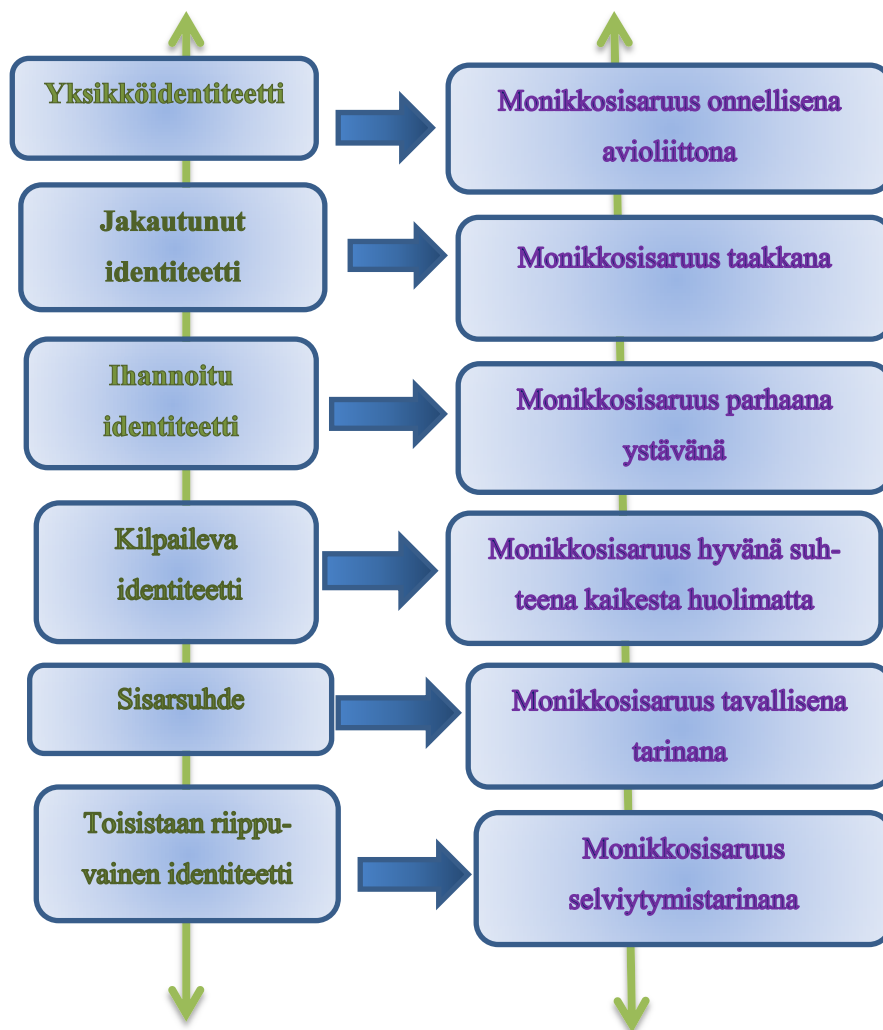 Yksikköidentiteetti
Monikkosisaruus onnellisena
avioliittona
Jakautunut
identiteetti
Monikkosisaruus taakkana
Ihannoitu
identiteetti
Monikkosisaruus parhaana
ystävänä
Kilpaileva
identiteetti
Monikkosisaruus hyvänä suh-
teena kaikesta huolimatta
Sisarsuhde
Monikkosisaruus tavallisena
tarinana
Toisistaan riippu-
vainen identiteetti
Monikkosisaruus
selviytymistarinana